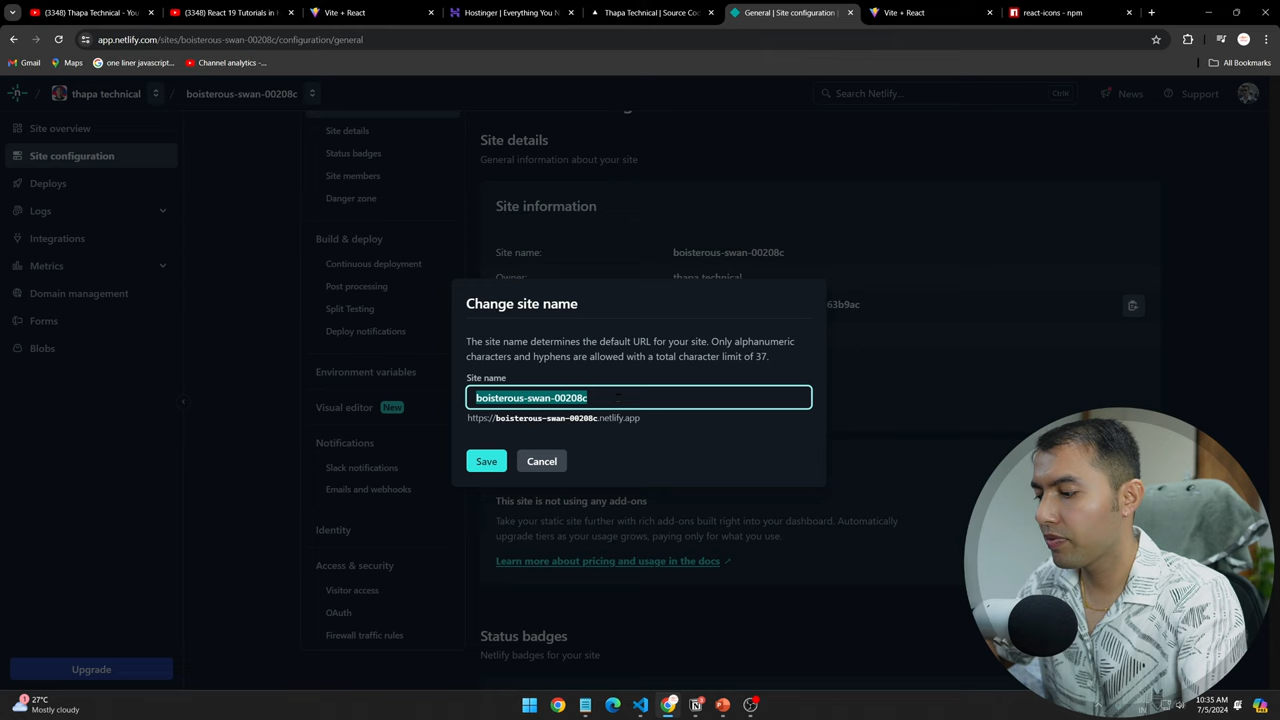 (3348) Thapa Technical - You
(3348) React 19 Tutorials in H
Vite + React
Hostinger | Everything You N
Thapa Technical | Source Cod
General | Site configuration |
Vite + React
react-icons - npm
app.netlify.com/sites/boisterous-swan-00208c/configuration/general
Gmail
Maps
one liner javascript...
Channel analytics -...
All Bookmarks
thapa technical
boisterous-swan-00208c
Search Netlify...
News
Support
Site overview
Site configuration
Deploys
Logs
Integrations
Metrics
Domain management
Forms
Blobs
Upgrade
Site details
Status badges
Site members
Danger zone
Build & deploy
Continuous deployment
Post processing
Split Testing
Deploy notifications
Environment variables
Visual editor New
Notifications
Slack notifications
Emails and webhooks
Identity
Access & security
Visitor access
OAuth
Firewall traffic rules
Site details
General information about your site
Site information
Site name: boisterous-swan-00208c
Owner: thapa technical
63b9ac
Change site name
The site name determines the default URL for your site. Only alphanumeric
characters and hyphens are allowed with a total character limit of 37.
Site name
boisterous-swan-00208c
https://boisterous-swan-00208c.netlify.app
Save
Cancel
This site is not using any add-ons
Take your static site further with rich add-ons built right into your dashboard. Automatically
upgrade tiers as your usage grows, paying only for what you use.
Learn more about pricing and usage in the docs
Status badges
Netlify badges for your site
27°C
Mostly cloudy
10:35 AM
7/5/2024